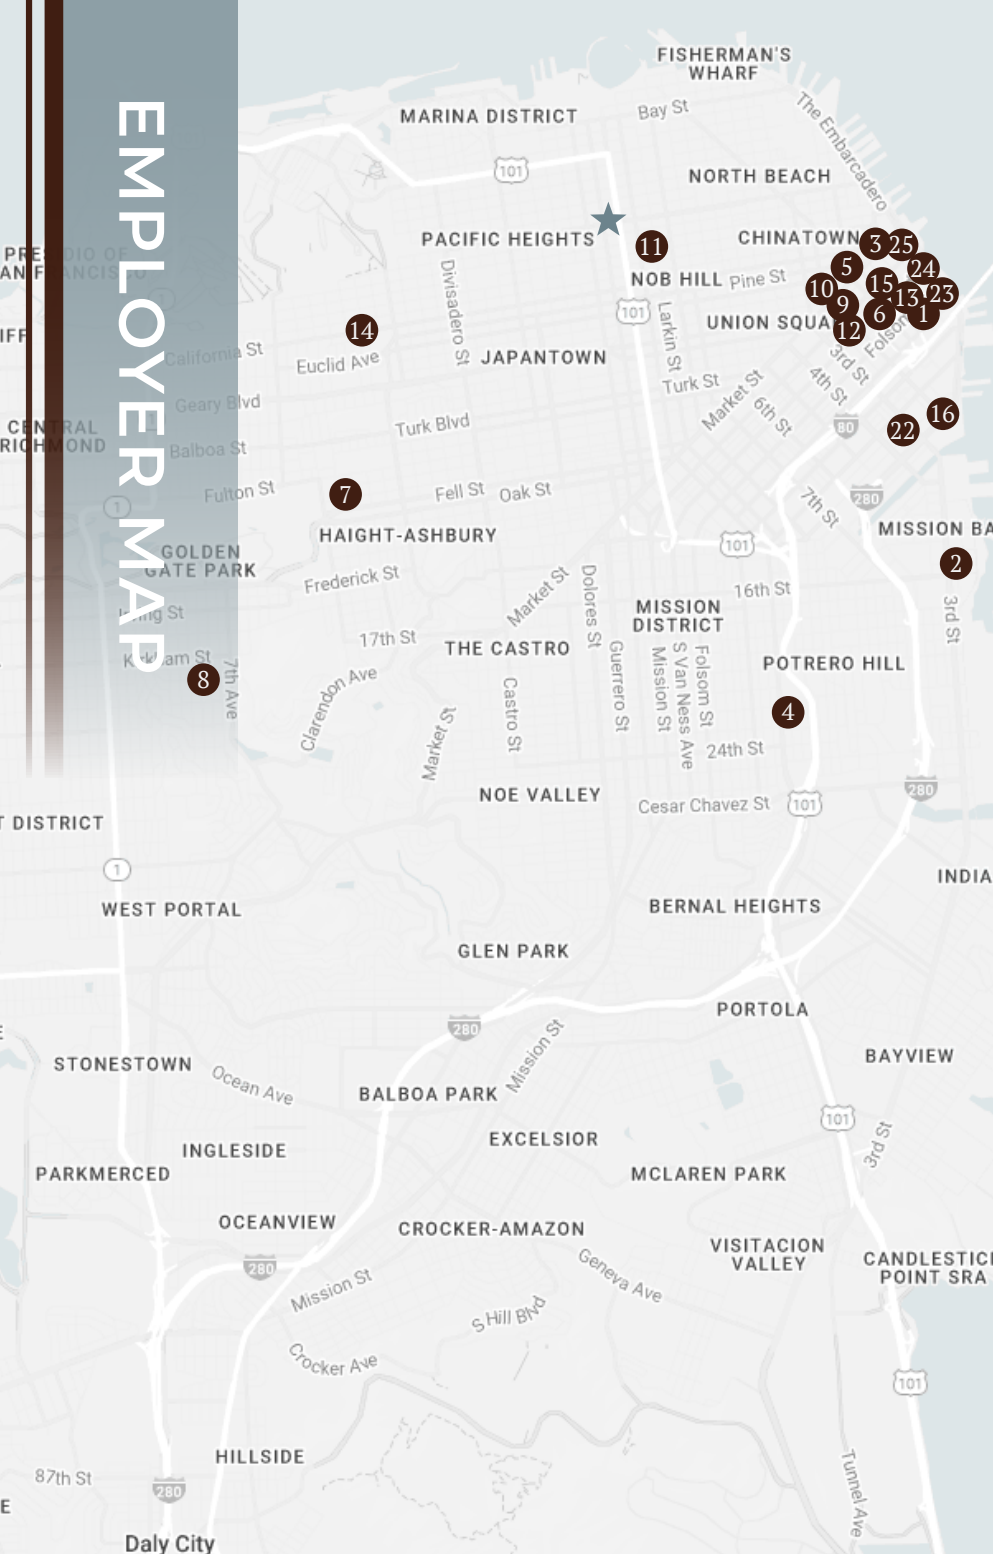 EMPLOYER MAP
FISHERMAN'S
WHARF
MARINA DISTRICT
Bay St
The Embarcadero
101
NORTH BEACH
PACIFIC HEIGHTS
11
CHINATOWN
3
25
5
24
NOB HILL
Pine St
10
15
13
23
9
6
1
101
UNION SQUA
12
Folsom
3rd St
4th St
14
Divisadero St
Larkin St
California St
Euclid Ave
JAPANTOWN
Turk St
Market St
6th St
Geary Blvd
Turk Blvd
80
22
16
CENTRAL
RICHMOND
Balboa St
Fulton St
7
Fell St
Oak St
7th St
280
1
HAIGHT-ASHBURY
101
MISSION BA
GOLDEN
GATE PARK
Frederick St
Market St
Dolores St
16th St
2
3rd St
Irving St
MISSION
DISTRICT
17th St
THE CASTRO
Kirkham St
8
7th Ave
Clarendon Ave
Market St
Castro St
Guerrero St
Mission St
S Van Ness Ave
Folsom St
POTRERO HILL
4
24th St
NOE VALLEY
Cesar Chavez St
101
280
T DISTRICT
1
WEST PORTAL
BERNAL HEIGHTS
INDIA
GLEN PARK
280
Mission St
PORTOLA
STONESTOWN
Ocean Ave
BALBOA PARK
BAYVIEW
101
3rd St
EXCELSIOR
INGLESIDE
PARKMERCED
MCLAREN PARK
OCEANVIEW
CROCKER-AMAZON
VISITACION
VALLEY
CANDLESTICK
POINT SRA
280
Mission St
Geneva Ave
S Hill Blvd
Crocker Ave
101
HILLSIDE
87th St
280
Tunnel Ave
Daly City